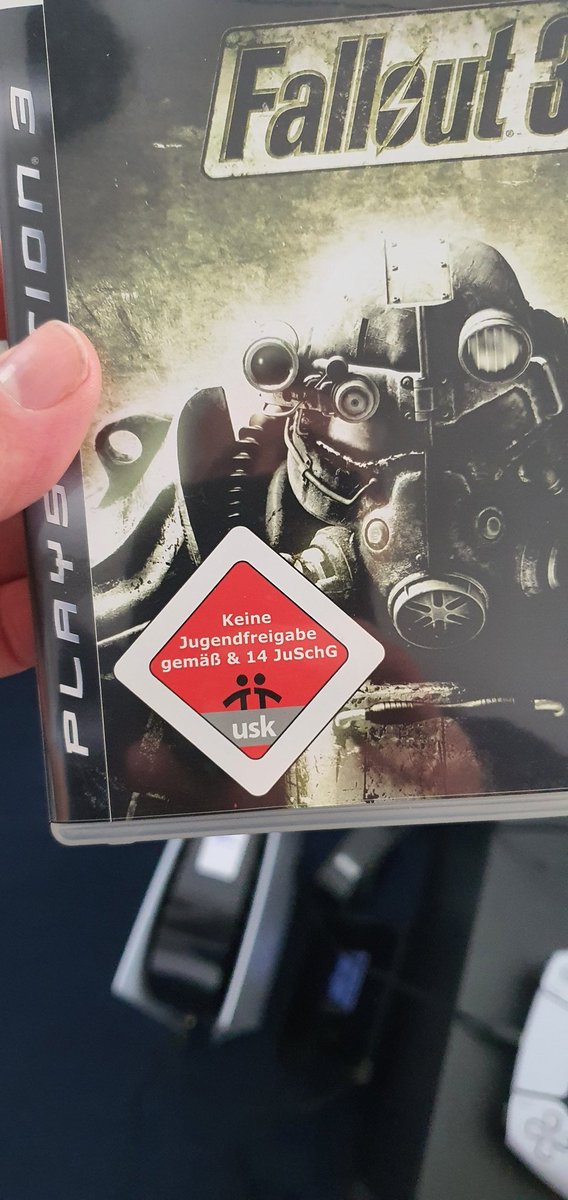 Fallout 3
PLAYSTATION 3
Keine
Jugendfreigabe
gemäß & 14 JuSchG
usk